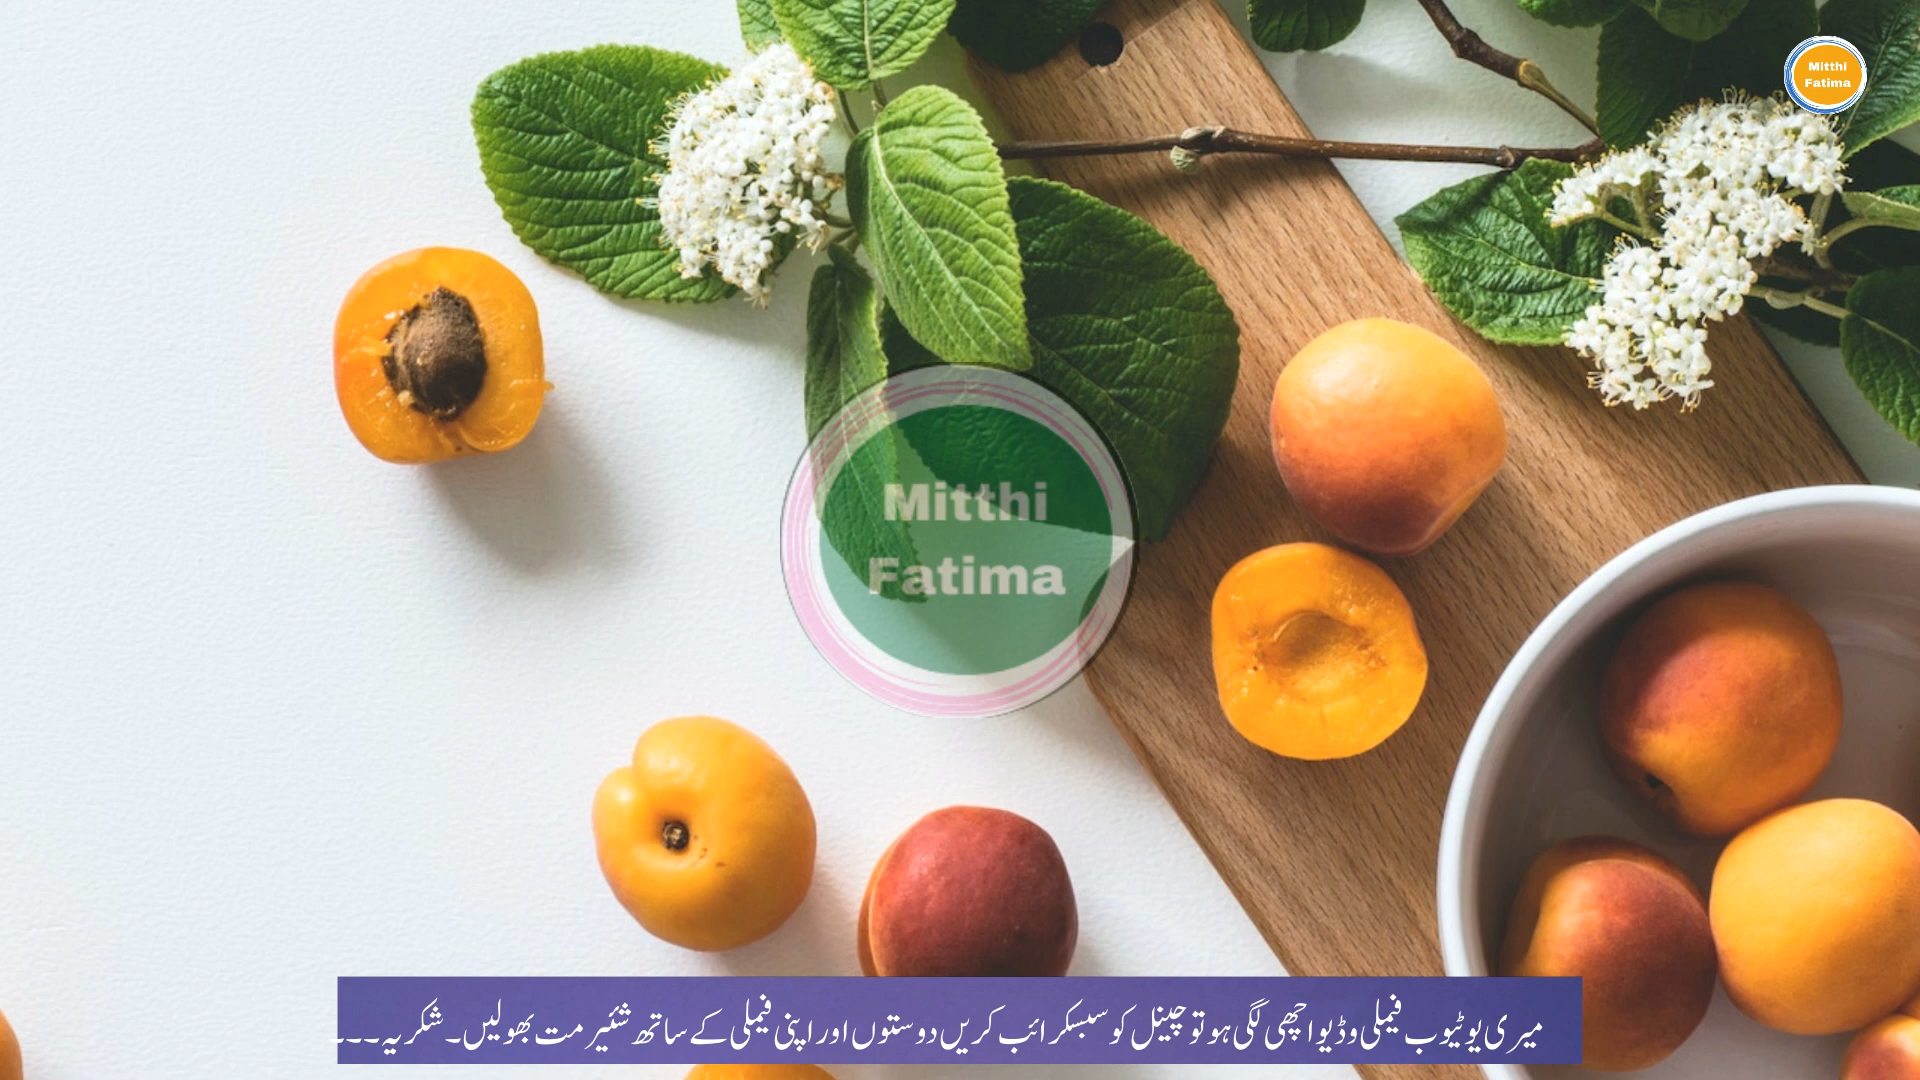 Mitthi
Fatima
Mitthi
Fatima
میری یوٹیوب فیملی وڈیو اچھی لگی ہو تو چینل کو سبسکرائب کریں دوستوں اور اپنی فیملی کے ساتھ شئیر مت بھولیں۔ شکریہ۔۔۔